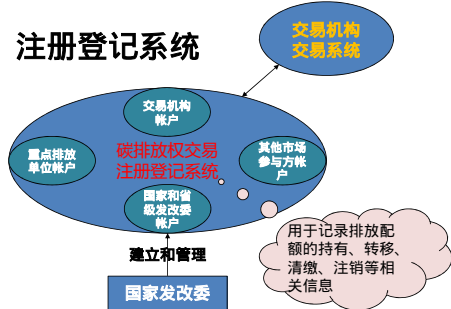 注册登记系统
交易机构
交易系统
交易机构
帐户
重点排放
单位帐户
碳排放权交易
注册登记系统
其他市场
参与方帐
户
国家和省
级发改委
帐户
建立和管理
国家发改委
用于记录排放配
额的持有、转移、
清缴、注销等相
关信息